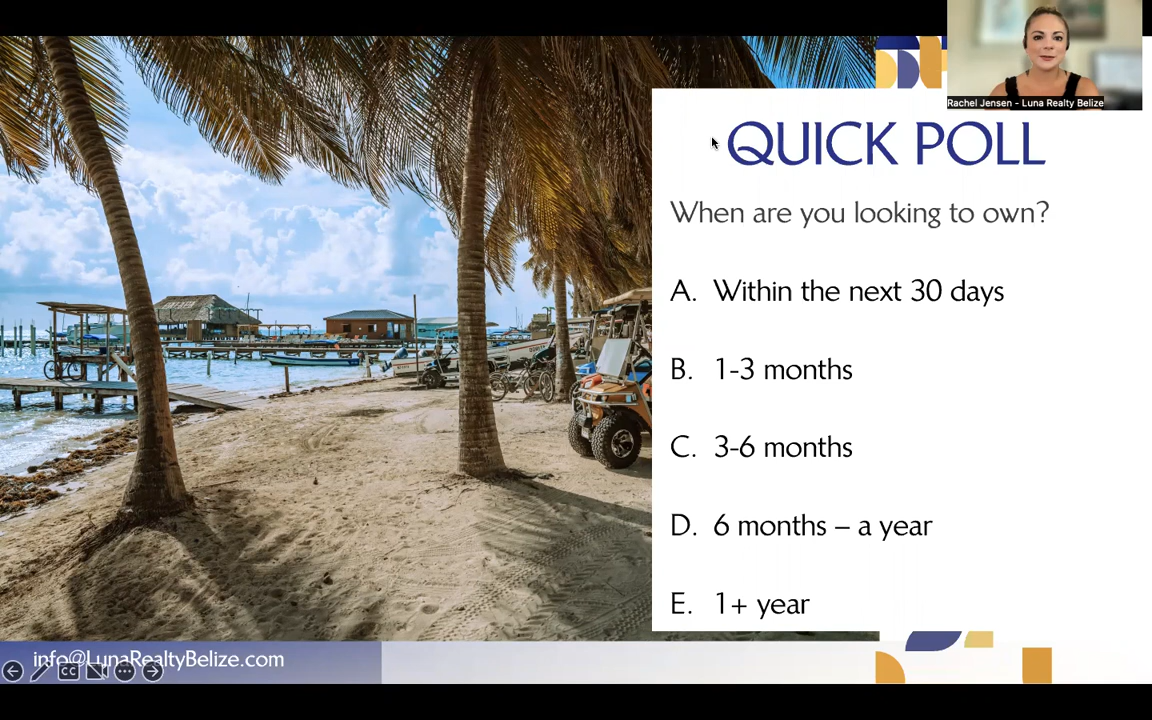 Rachel Jensen - Luna Realty Belize
QUICK POLL
When are you looking to own?
A. Within the next 30 days
B. 1-3 months
C. 3-6 months
D. 6 months – a year
E. 1+ year
info@LunaRealtyBelize.com
CC